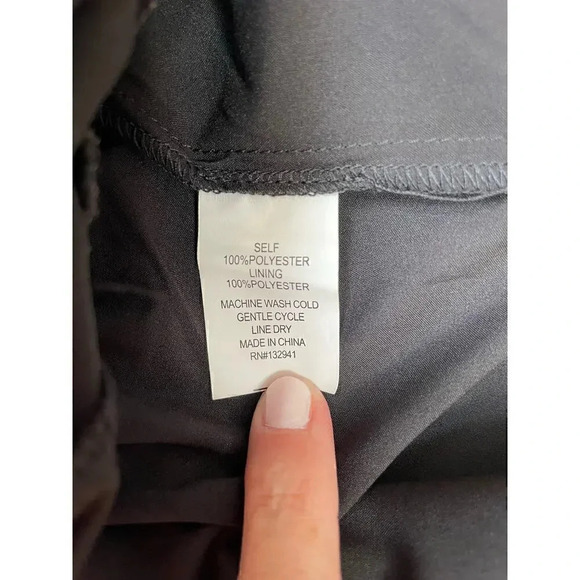 SELF
100%POLYESTER
LINING
100%POLYESTER
MACHINE WASH COLD
GENTLE CYCLE
LINE DRY
MADE IN CHINA
RN#132941